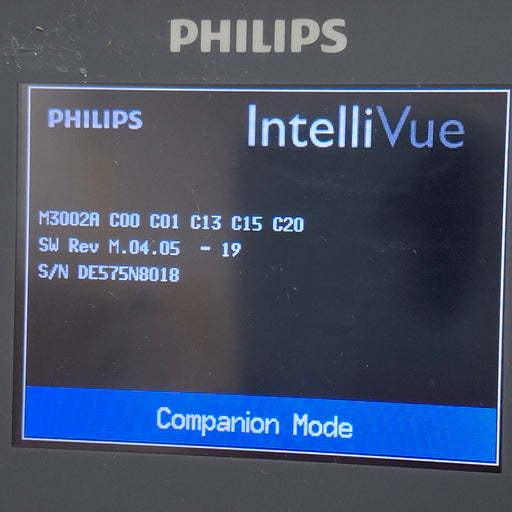 PHILIPS
PHILIPS IntelliVue
M3002A C00 C01 C13 C15 C20
SW Rev M.04.05 - 19
S/N DE575N8018
Companion Mode